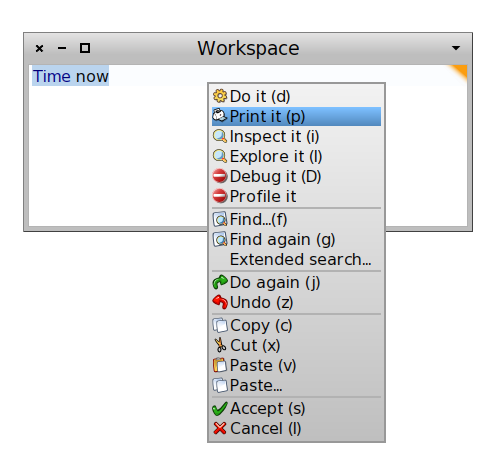 Workspace
Time now
Do it (d)
Print it (p)
Inspect it (i)
Explore it (I)
Debug it (D)
Profile it
Find...(f)
Find again (g)
Extended search...
Do again (j)
Undo (z)
Copy (c)
Cut (x)
Paste (v)
Paste...
Accept (s)
Cancel (l)